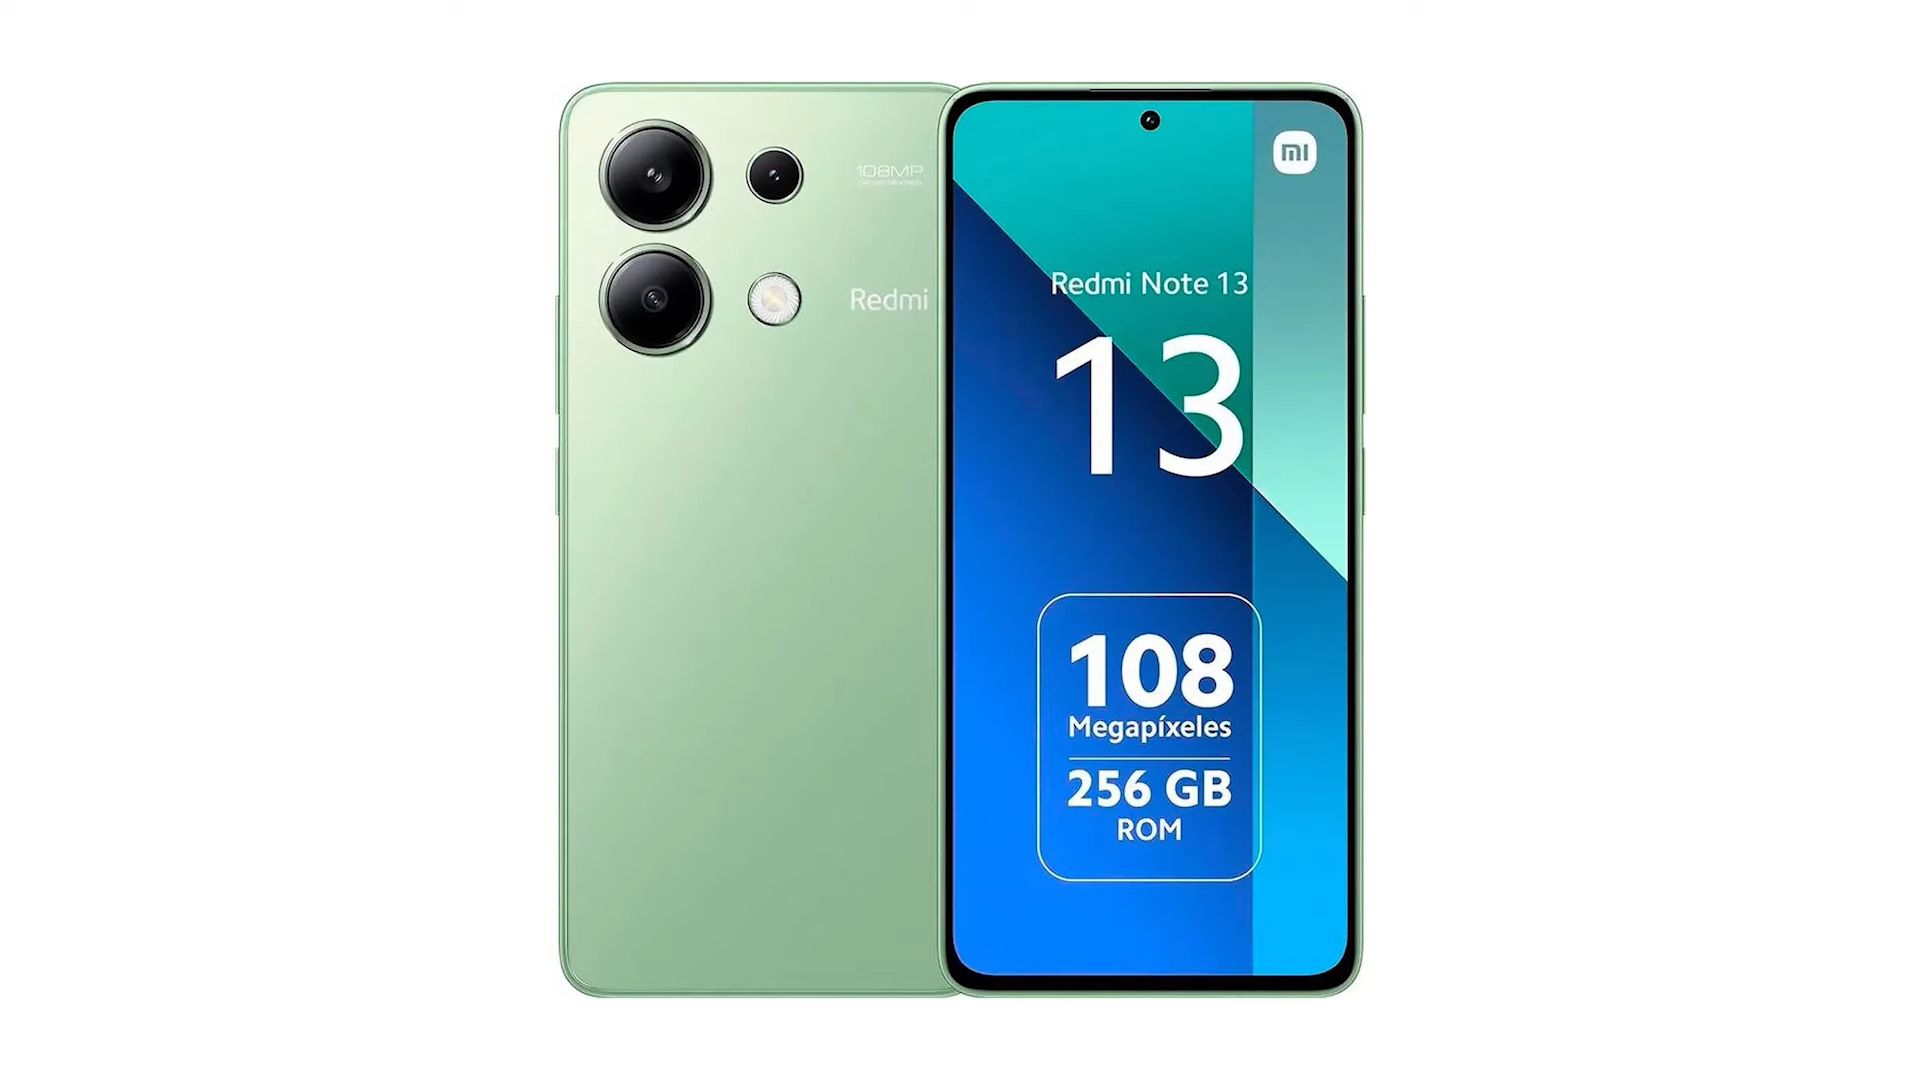 108MP
Redmi
mi
Redmi Note 13
13
108
Megapíxeles
256 GB
ROM